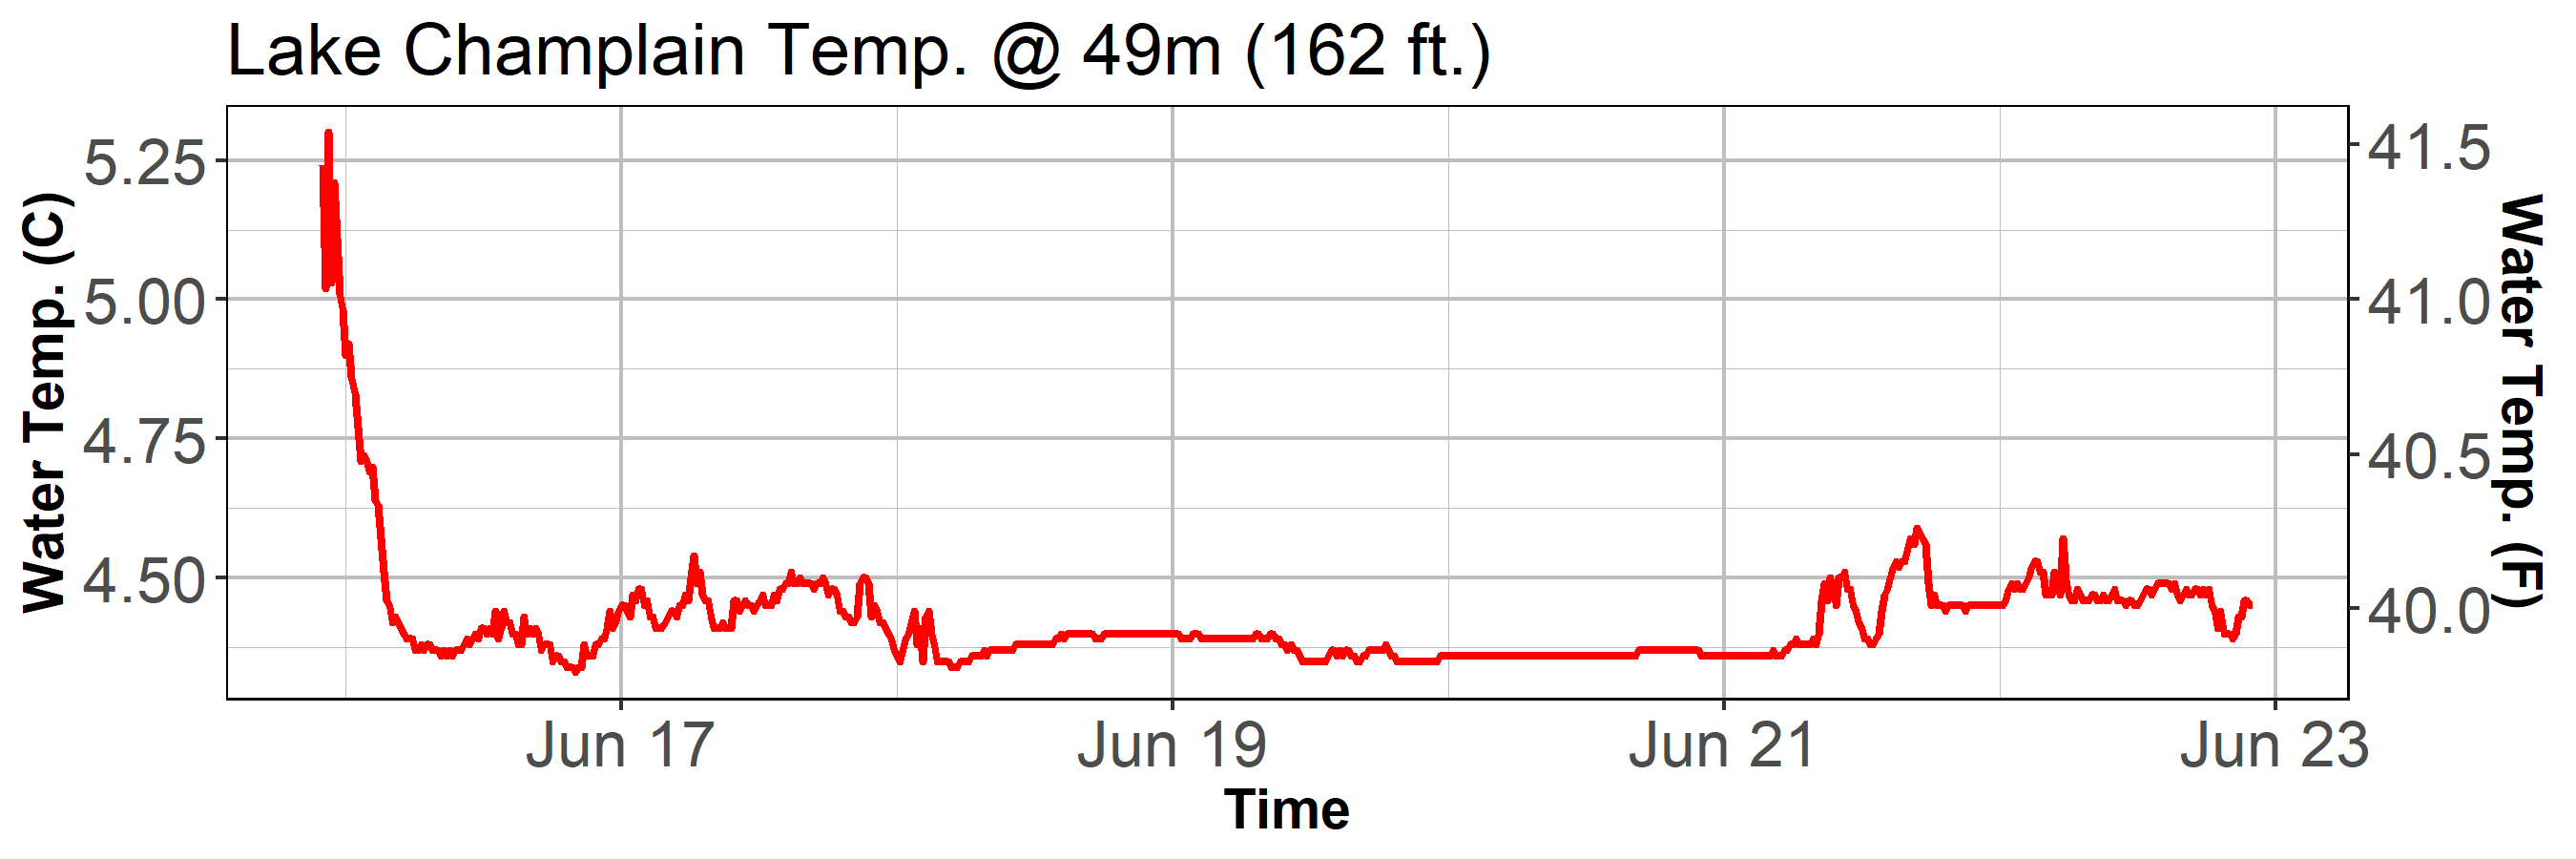 Lake Champlain Temp. @ 49m (162 ft.)
Water Temp. (C)
5.25
5.00
4.75
4.50
41.5
41.0
40.5
40.0
Water Temp. (F)
Jun 17
Jun 19
Jun 21
Jun 23
Time